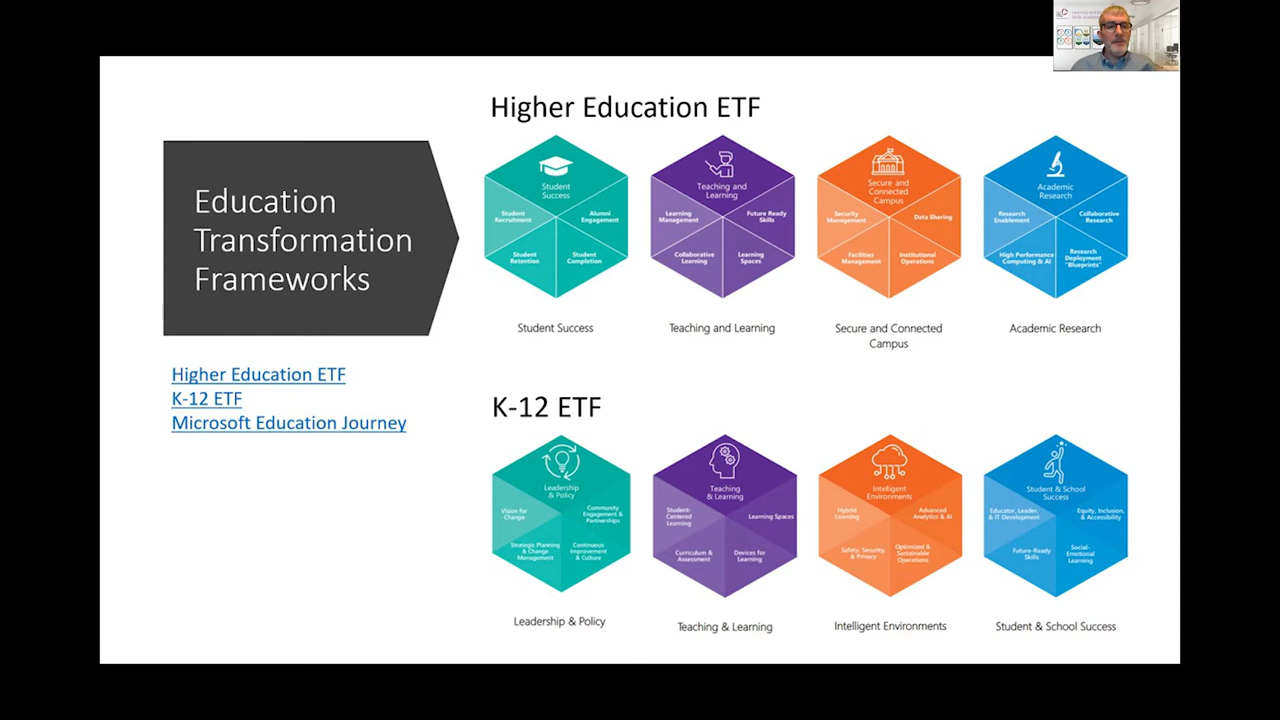 Learning and
Skills Academy
Education
Transformation
Frameworks
Higher Education ETF
K-12 ETF
Microsoft Education Journey
Higher Education ETF
Student
Success
Student
Recruitment
Alumni
Engagement
Student
Retention
Student
Completion
Student Success
Teaching and
Learning
Learning
Management
Future Ready
Skills
Collaborative
Learning
Learning
Spaces
Teaching and Learning
Secure and
Connected
Campus
Security
Management
Data Sharing
Facilities
Management
Institutional
Operations
Secure and Connected
Campus
Academic
Research
Research
Enablement
Collaborative
Research
High Performance
Computing & AI
Research
Deployment
"Blueprints"
Academic Research
K-12 ETF
Leadership
& Policy
Vision for
Change
Community
Engagement &
Partnerships
Strategic Planning
& Change
Management
Continuous
Improvement
& Culture
Leadership & Policy
Teaching
& Learning
Student-
Centered
Learning
Learning Spaces
Curriculum &
Assessment
Devices for
Learning
Teaching & Learning
Intelligent
Environments
Hybrid
Learning
Advanced
Analytics & AI
Safety, Security,
& Privacy
Optimized &
Sustainable
Operations
Intelligent Environments
Student & School
Success
Educator, Leader,
& IT Development
Equity, Inclusion,
& Accessibility
Future-Ready
Skills
Social-
Emotional
Learning
Student & School Success